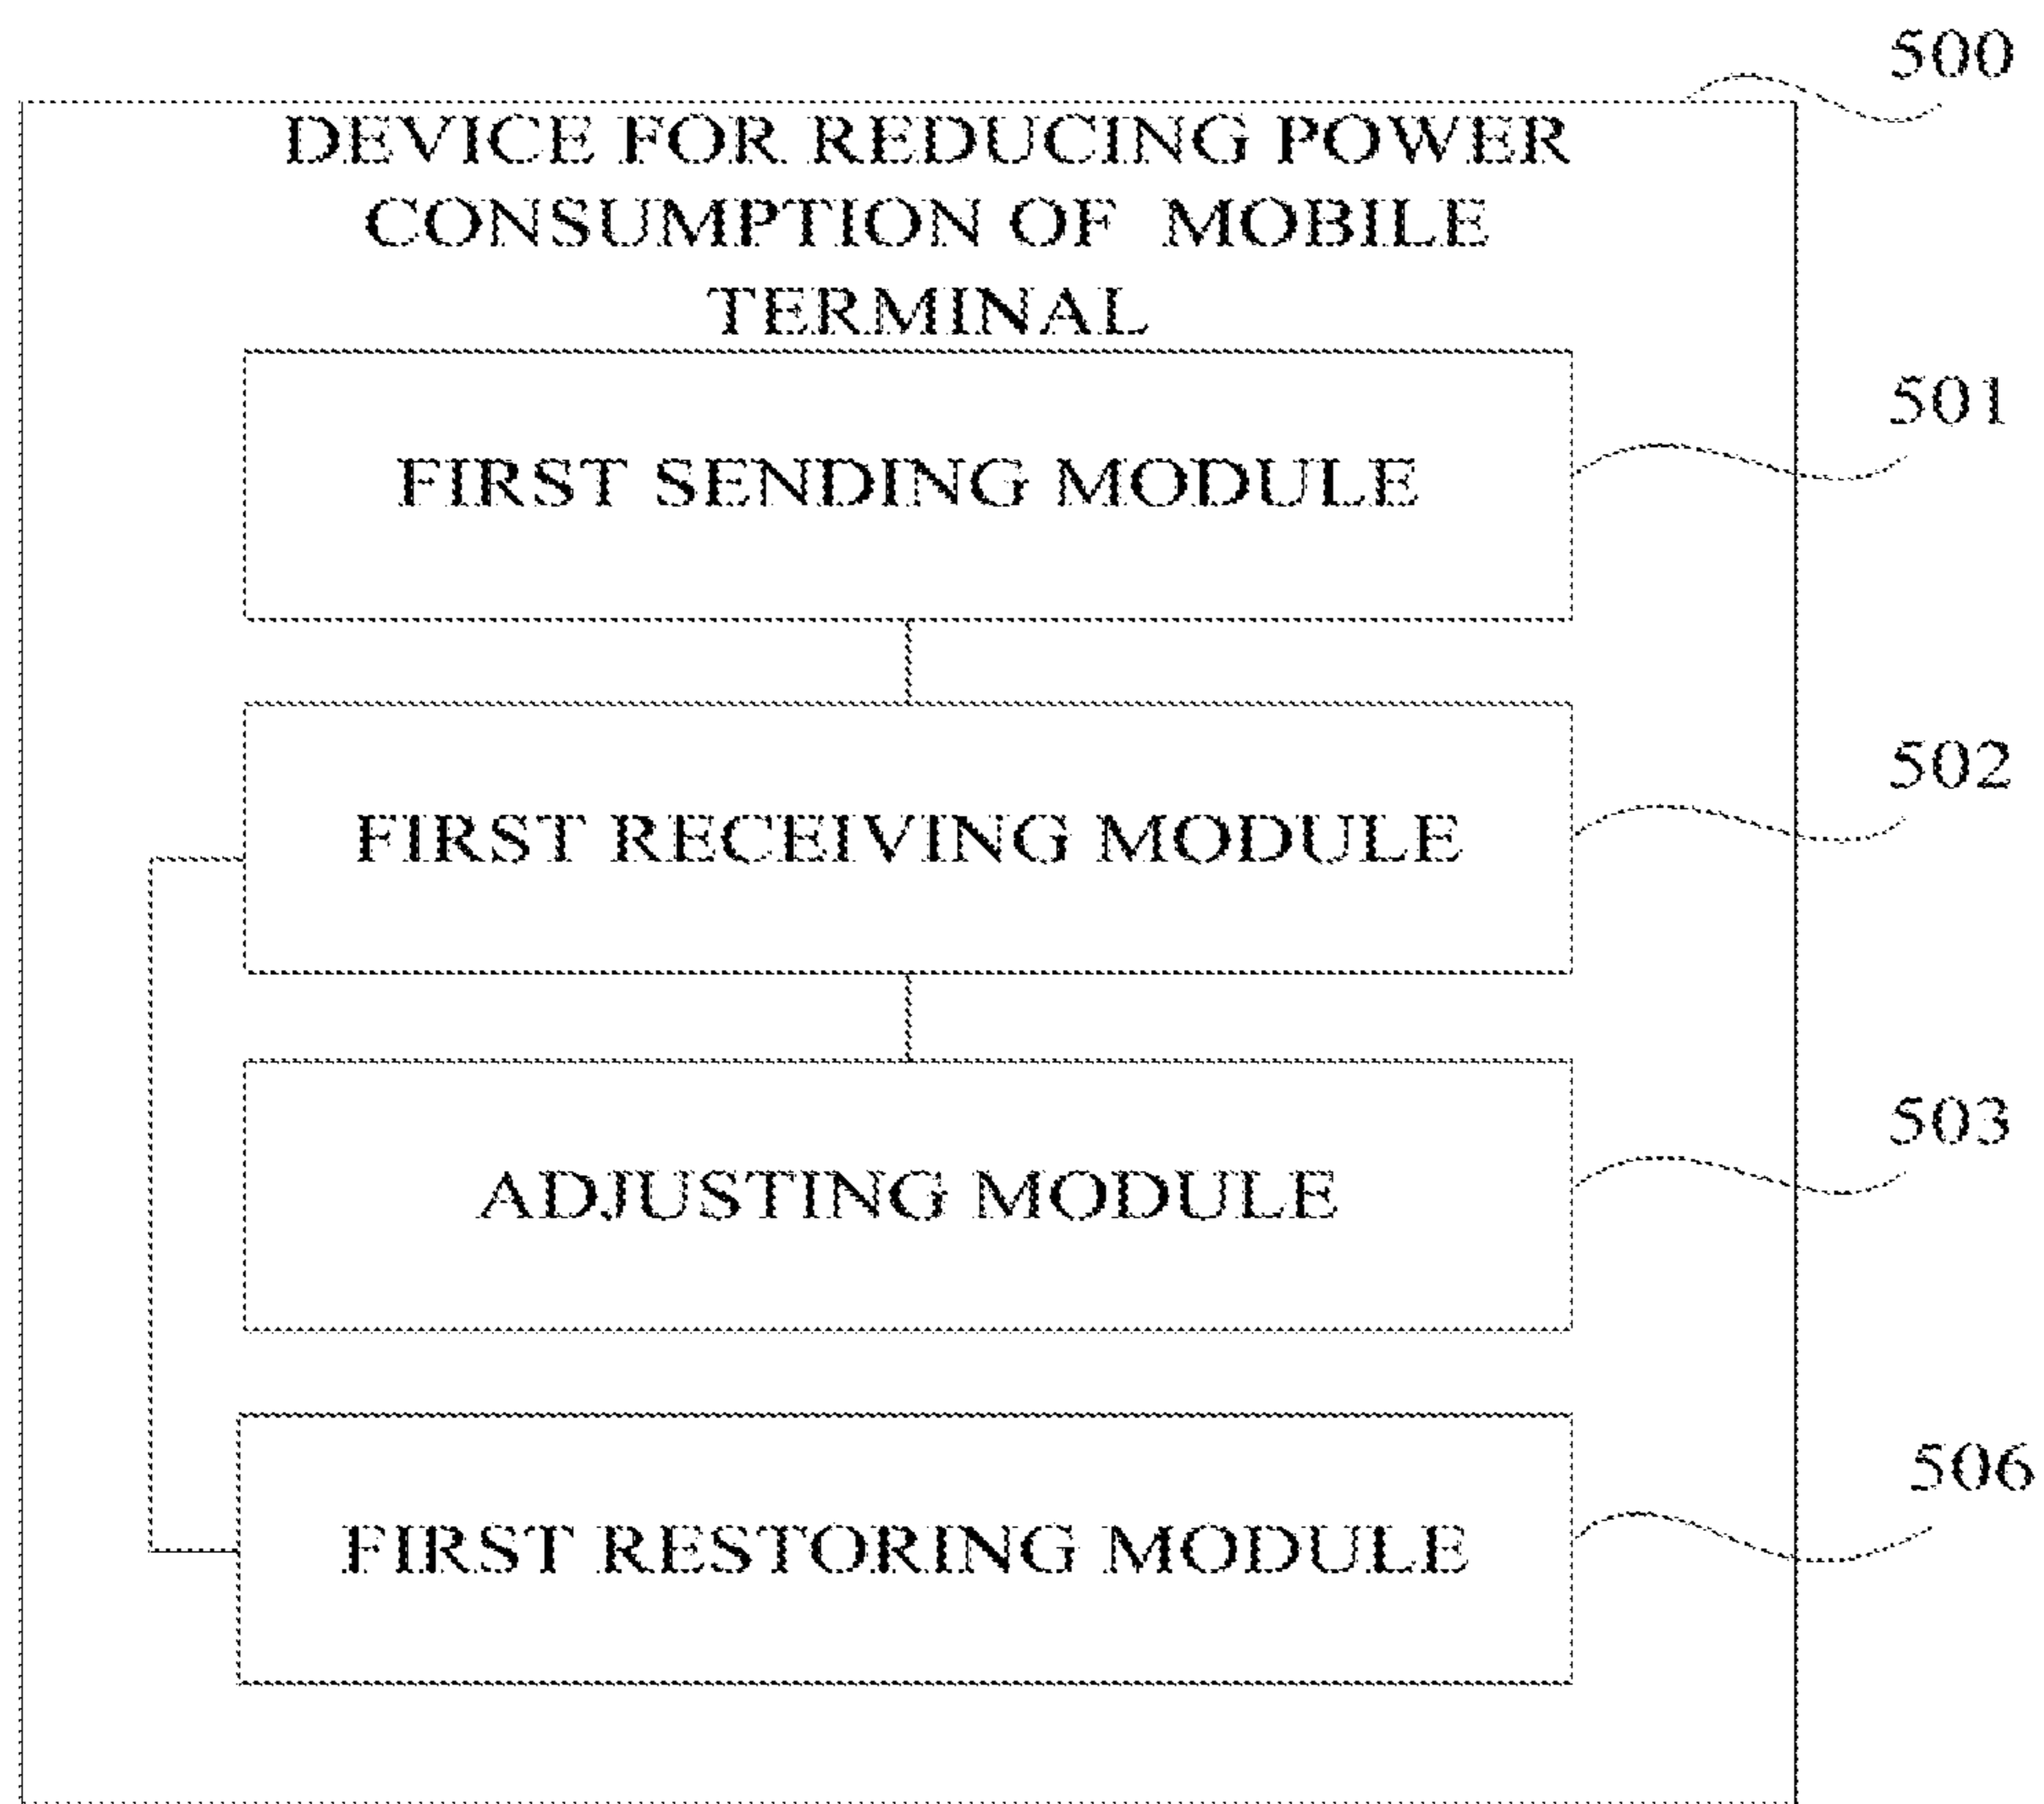 500
DEVICE FOR REDUCING POWER
CONSUMPTION OF MOBILE
TERMINAL
501
FIRST SENDING MODULE
502
FIRST RECEIVING MODULE
503
ADJUSTING MODULE
506
FIRST RESTORING MODULE